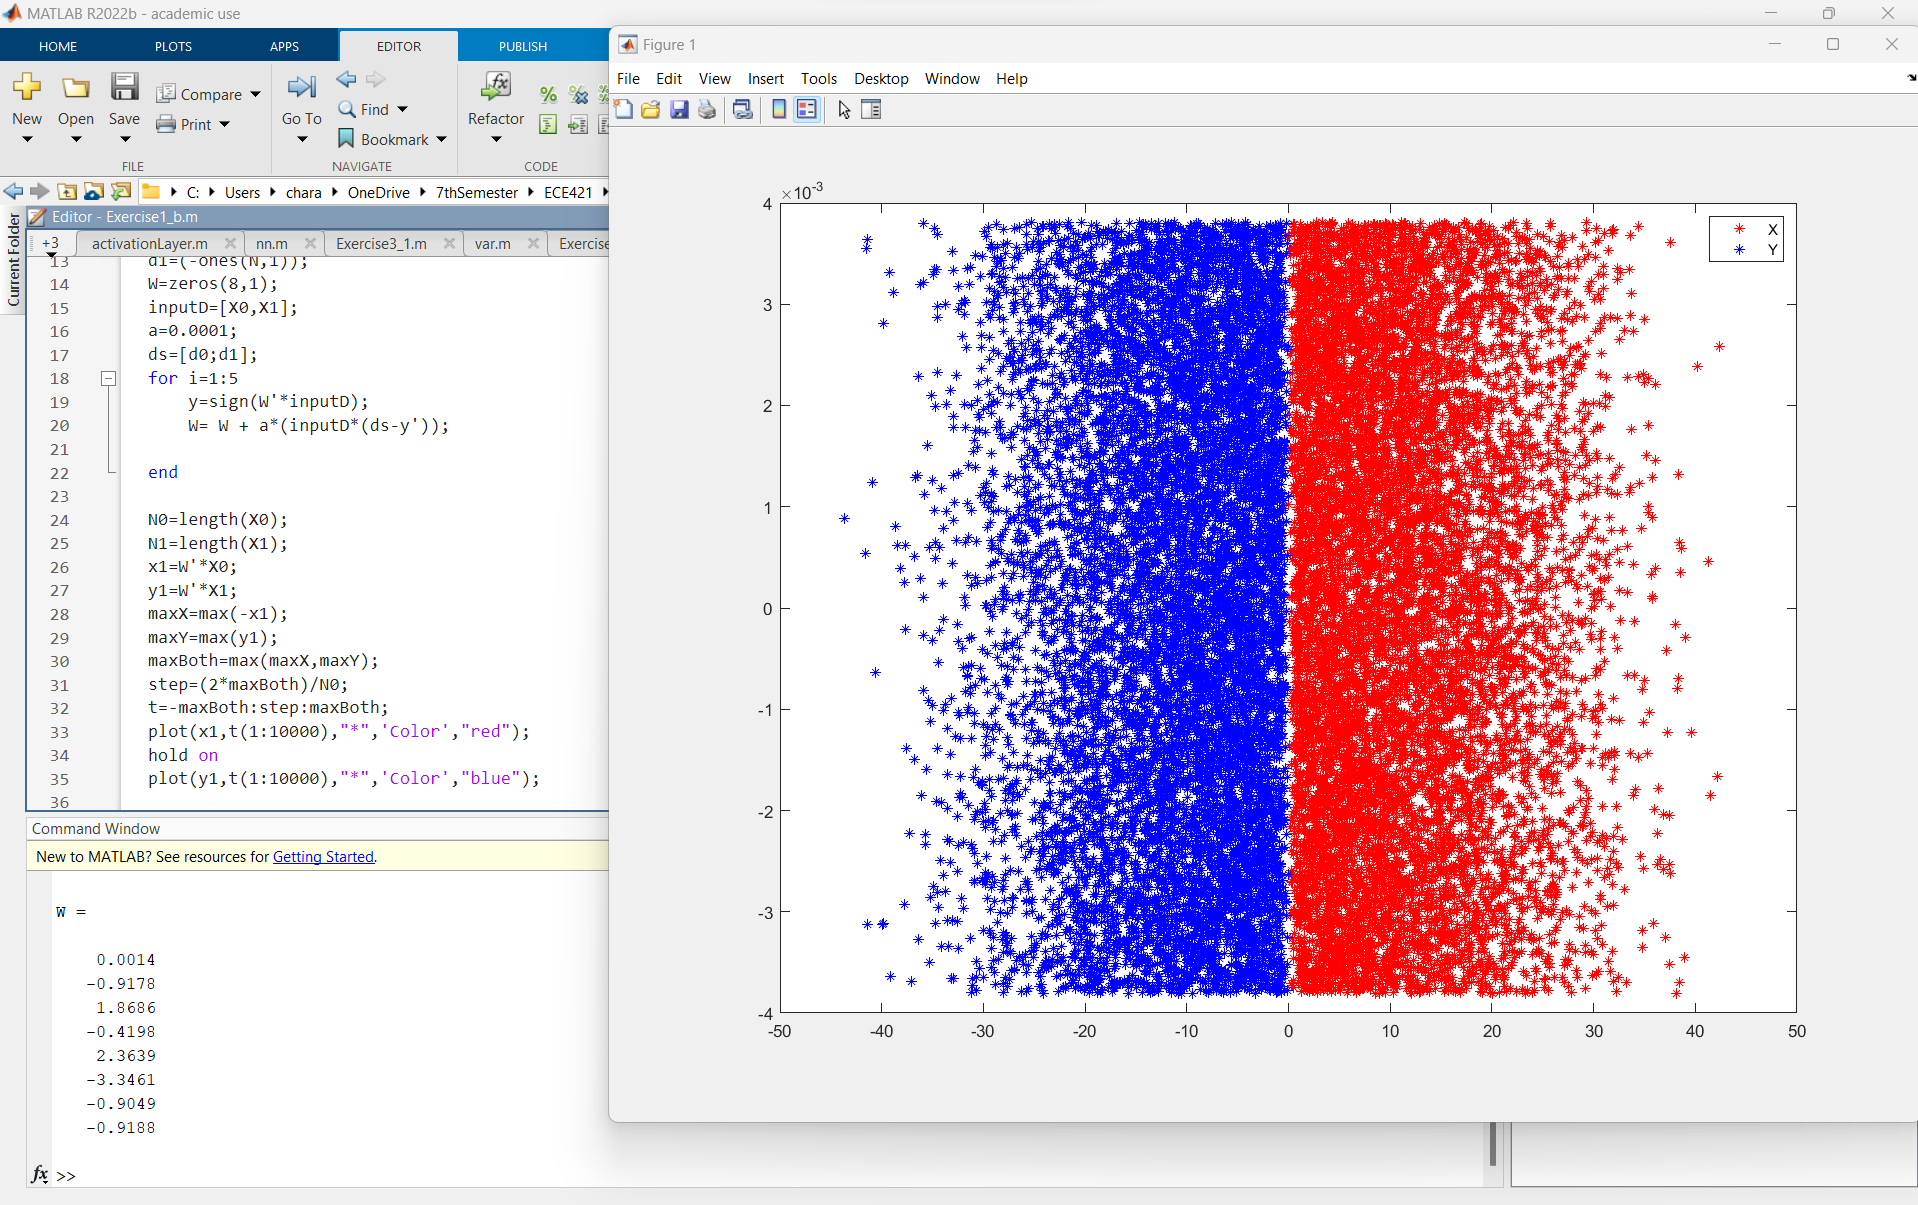 MATLAB R2022b - academic use
HOME PLOTS APPS EDITOR PUBLISH
New Open Save Compare Print Go To Find Bookmark Refactor
FILE NAVIGATE CODE
C: Users chara OneDrive 7thSemester ECE421
Current Folder
Editor - Exercise1_b.m
+3 activationLayer.m nn.m Exercise3_1.m var.m Exercise
13 d1=(-ones(N,1));
14 W=zeros(8,1);
15 inputD=[X0,X1];
16 a=0.0001;
17 ds=[d0;d1];
18 for i=1:5
19 y=sign(W'*inputD);
20 W= W + a*(inputD*(ds-y'));
21
22 end
23
24 N0=length(X0);
25 N1=length(X1);
26 x1=W'*X0;
27 y1=W'*X1;
28 maxX=max(-x1);
29 maxY=max(y1);
30 maxBoth=max(maxX,maxY);
31 step=(2*maxBoth)/N0;
32 t=-maxBoth:step:maxBoth;
33 plot(x1,t(1:10000),"*",'Color',"red");
34 hold on
35 plot(y1,t(1:10000),"*",'Color',"blue");
36
Command Window
New to MATLAB? See resources for Getting Started.
W =
0.0014
-0.9178
1.8686
-0.4198
2.3639
-3.3461
-0.9049
-0.9188
fx >>
Figure 1
File Edit View Insert Tools Desktop Window Help
×10-3
4
3
2
1
0
-1
-2
-3
-4
-50 -40 -30 -20 -10 0 10 20 30 40 50
X
Y